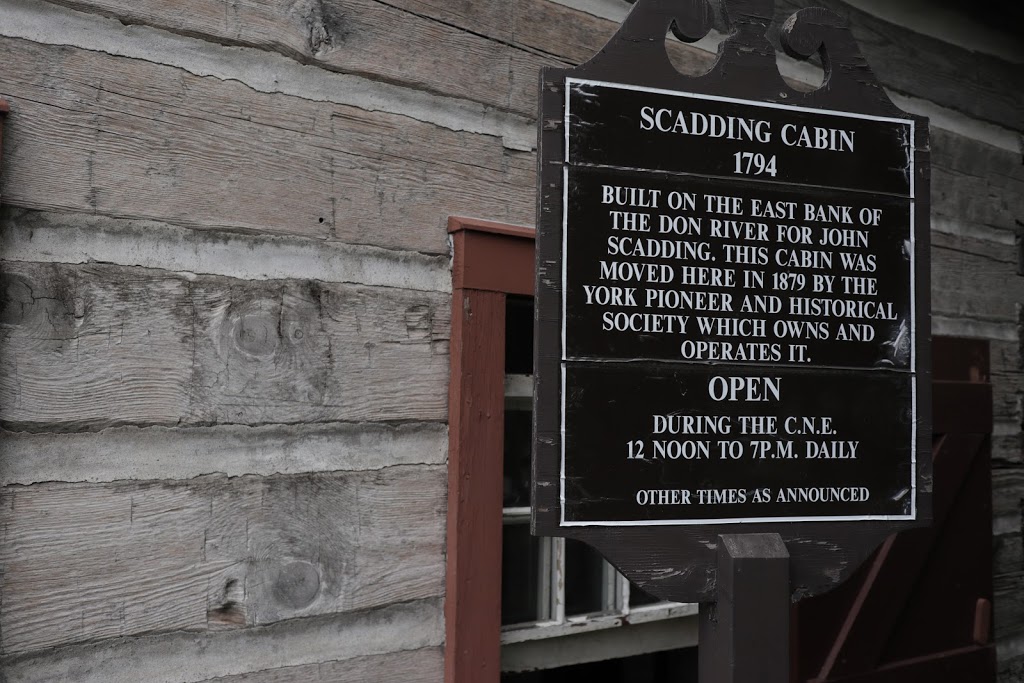 SCADDING CABIN
1794
BUILT ON THE EAST BANK OF
THE DON RIVER FOR JOHN
SCADDING. THIS CABIN WAS
MOVED HERE IN 1879 BY THE
YORK PIONEER AND HISTORICAL
SOCIETY WHICH OWNS AND
OPERATES IT.
OPEN
DURING THE C.N.E.
12 NOON TO 7P.M. DAILY
OTHER TIMES AS ANNOUNCED